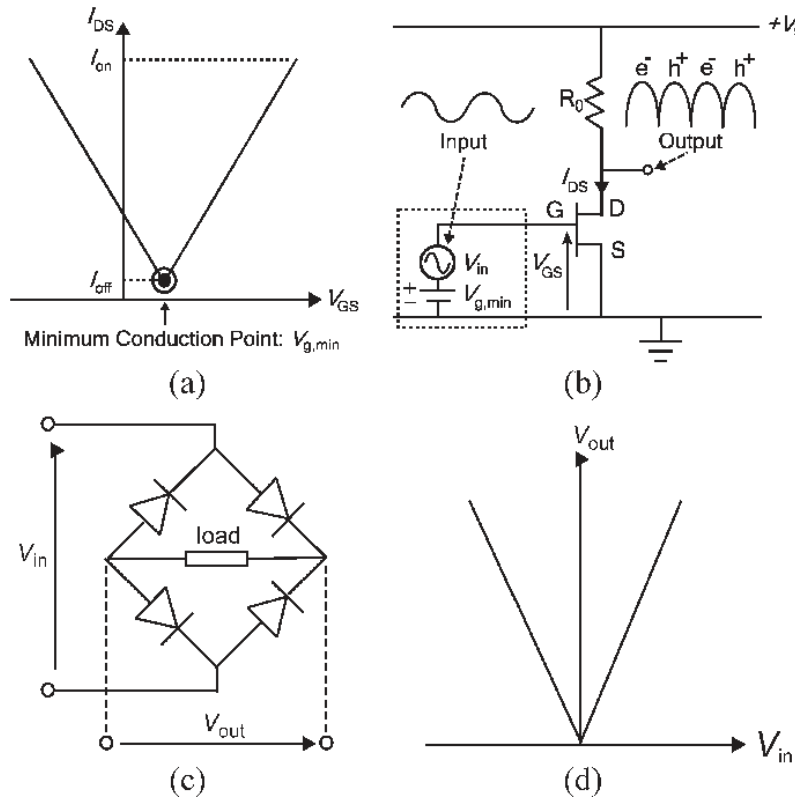 I_DS
I_on
I_off
V_GS
Minimum Conduction Point: V_g,min
(a)
+V
e⁻ h⁺ e⁻ h⁺
R₀
Input
Output
I_DS
G D
S
V_in
V_GS
+
−
V_g,min
(b)
V_in
load
V_out
(c)
V_out
V_in
(d)